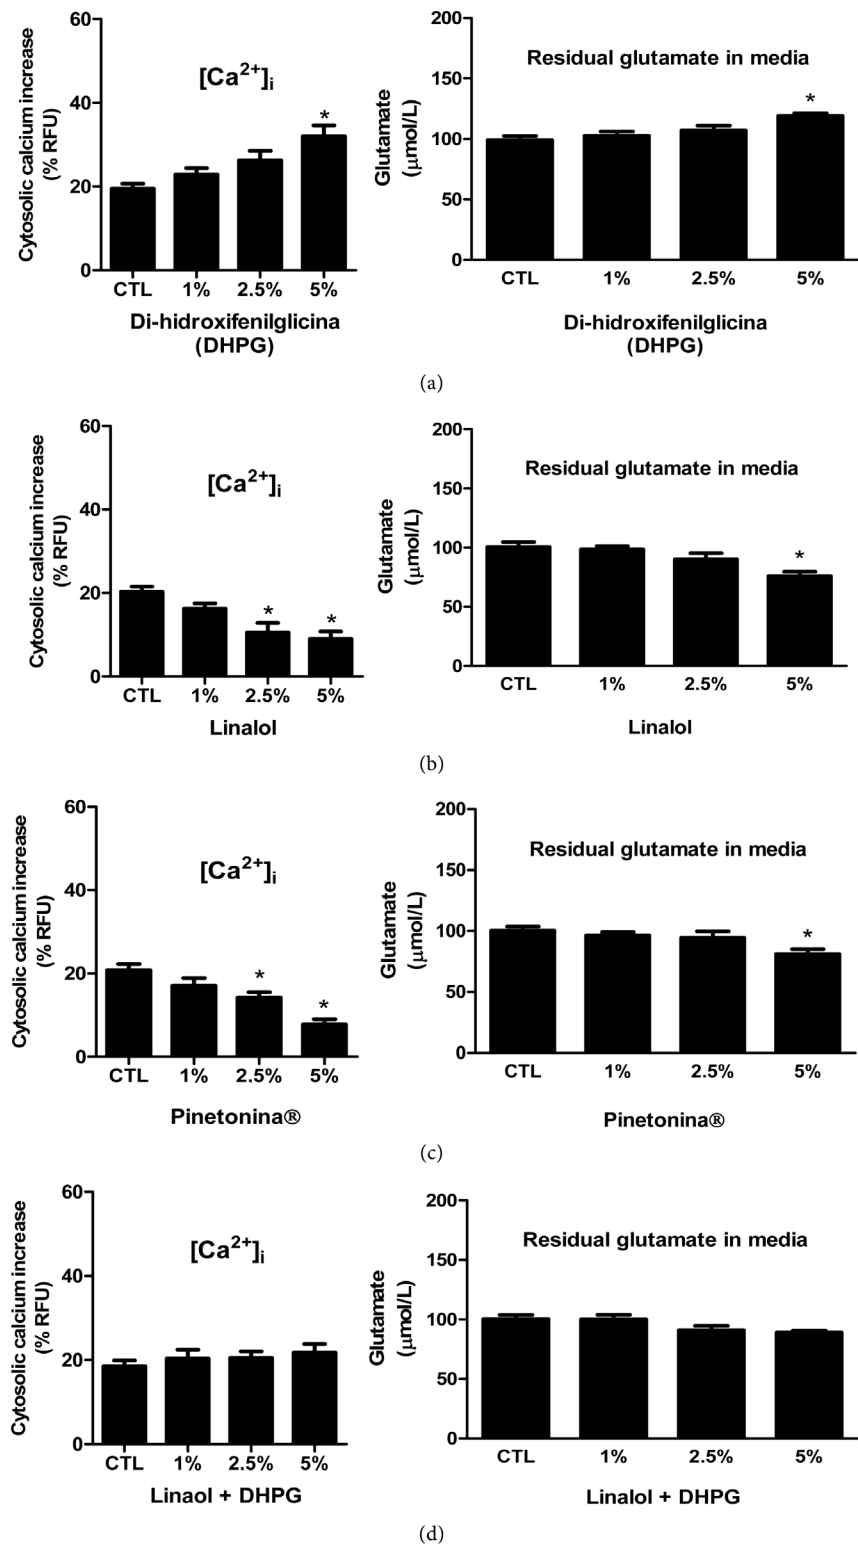 60
40
20
0
Cytosolic calcium increase
(% RFU)
[Ca2+]i
*
CTL 1% 2.5% 5%
Di-hidroxifenilglicina
(DHPG)
200
150
100
50
0
Glutamate
(µmol/L)
Residual glutamate in media
*
CTL 1% 2.5% 5%
Di-hidroxifenilglicina
(DHPG)
(a)
60
40
20
0
Cytosolic calcium increase
(% RFU)
[Ca2+]i
* *
CTL 1% 2.5% 5%
Linalol
200
150
100
50
0
Glutamate
(µmol/L)
Residual glutamate in media
*
CTL 1% 2.5% 5%
Linalol
(b)
60
40
20
0
Cytosolic calcium increase
(% RFU)
[Ca2+]i
* *
CTL 1% 2.5% 5%
Pinetonina®
200
150
100
50
0
Glutamate
(µmol/L)
Residual glutamate in media
*
CTL 1% 2.5% 5%
Pinetonina®
(c)
60
40
20
0
Cytosolic calcium increase
(% RFU)
[Ca2+]i
CTL 1% 2.5% 5%
Linaol + DHPG
200
150
100
50
0
Glutamate
(µmol/L)
Residual glutamate in media
CTL 1% 2.5% 5%
Linalol + DHPG
(d)